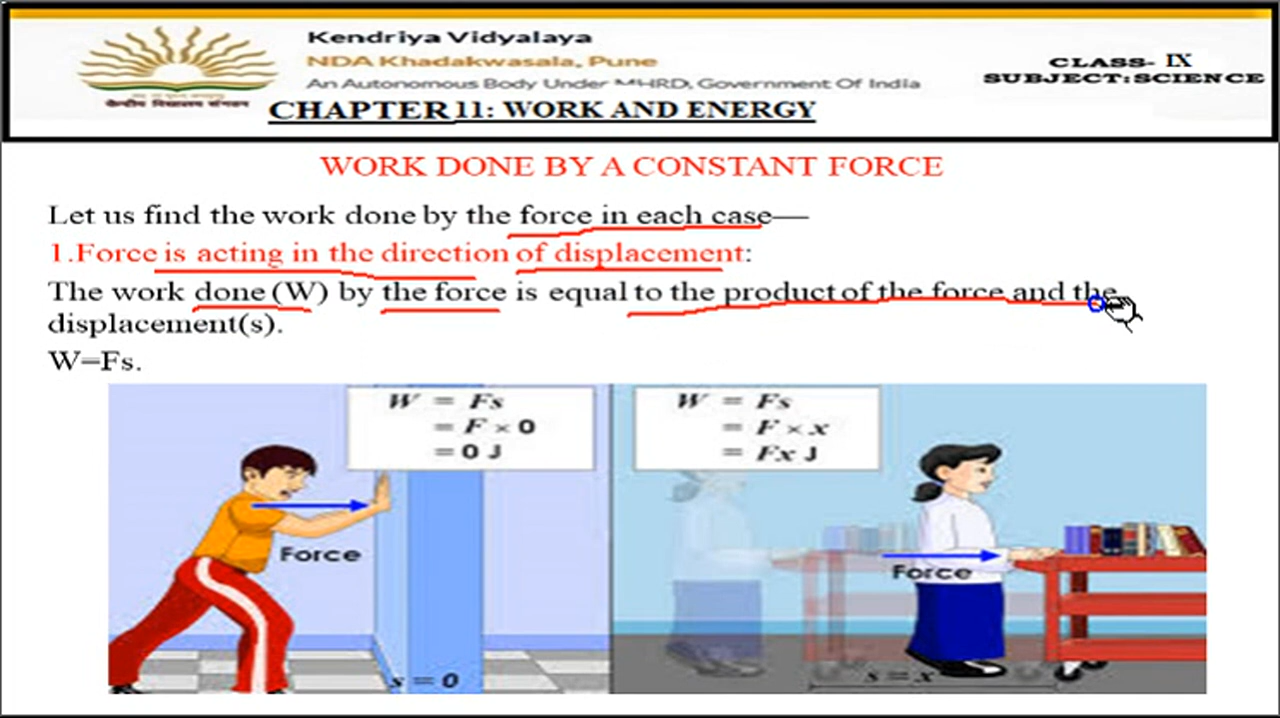 Kendriya Vidyalaya
NDA Khadakwasala, Pune
An Autonomous Body Under MHRD, Government Of India
केन्द्रीय विद्यालय संगठन
CHAPTER 11: WORK AND ENERGY
CLASS- IX
SUBJECT:SCIENCE
WORK DONE BY A CONSTANT FORCE
Let us find the work done by the force in each case—
1.Force is acting in the direction of displacement:
The work done (W) by the force is equal to the product of the force and the
displacement(s).
W=Fs.
W = Fs
= F × 0
= 0 J
Force
s = 0
W = Fs
= F × x
= Fx J
Force
s = x